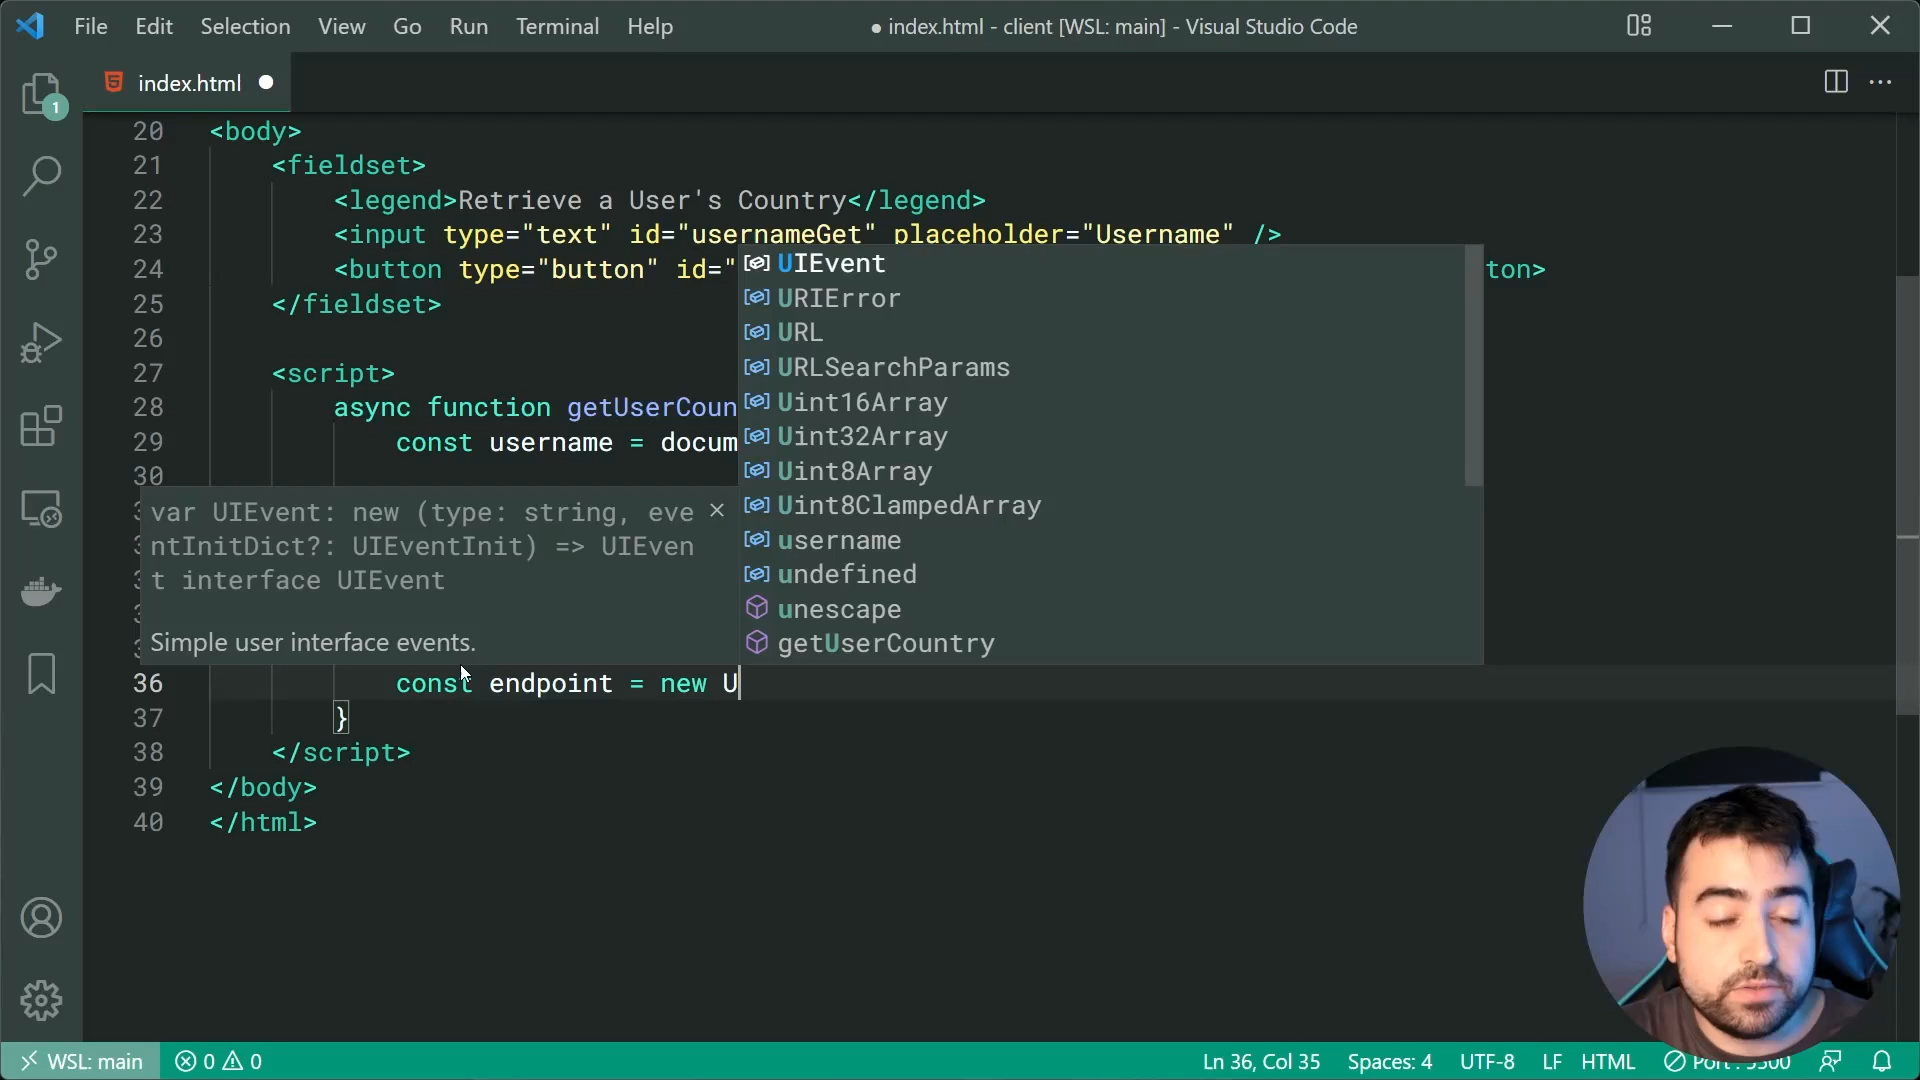 File Edit Selection View Go Run Terminal Help
● index.html - client [WSL: main] - Visual Studio Code
index.html
1
20 <body>
21 <fieldset>
22 <legend>Retrieve a User's Country</legend>
23 <input type="text" id="usernameGet" placeholder="Username" />
24 <button type="button" id=" ton>
25 </fieldset>
26
27 <script>
28 async function getUserCoun
29 const username = docum
30
UIEvent
URIError
URL
URLSearchParams
Uint16Array
Uint32Array
Uint8Array
Uint8ClampedArray
username
undefined
unescape
getUserCountry
var UIEvent: new (type: string, eve
ntInitDict?: UIEventInit) => UIEven
t interface UIEvent
Simple user interface events.
36 const endpoint = new U
37 }
38 </script>
39 </body>
40 </html>
WSL: main 0 0 Ln 36, Col 35 Spaces: 4 UTF-8 LF HTML Port : 5500